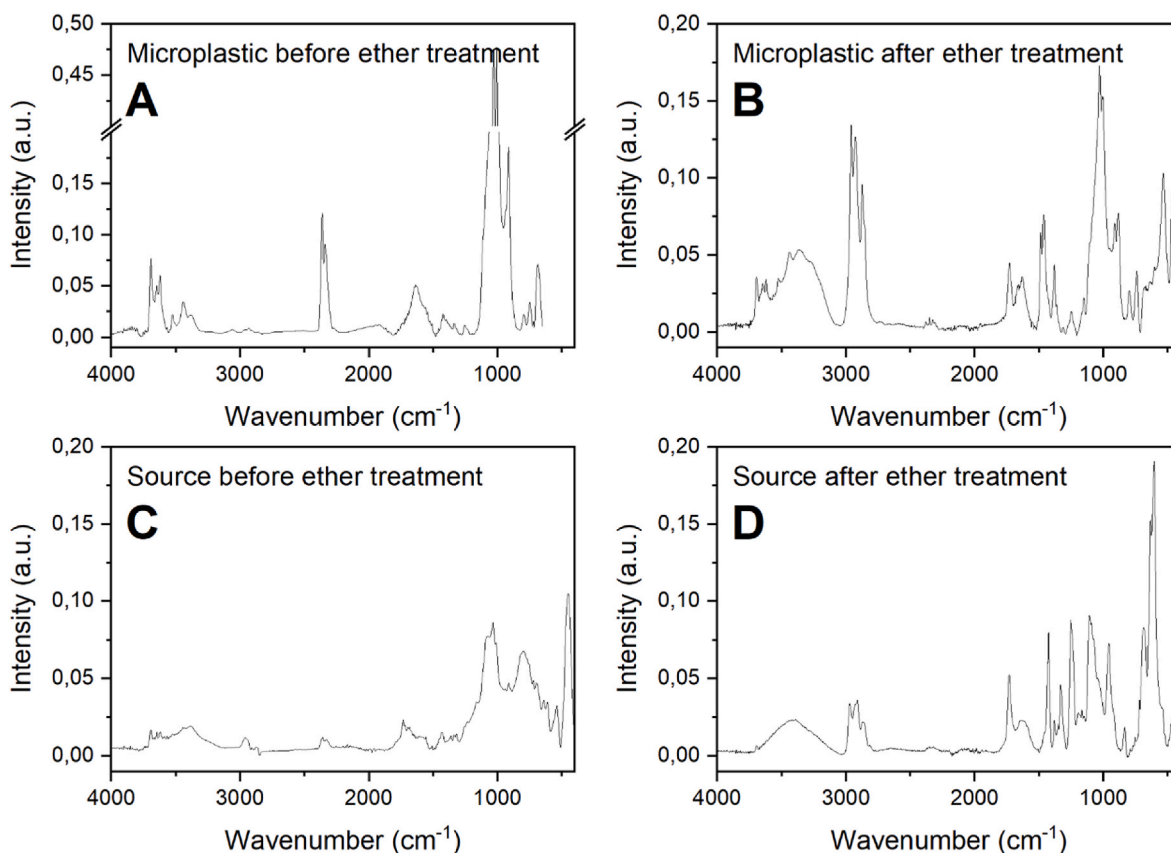 Microplastic before ether treatment
A
0,50
0,45
0,15
0,10
0,05
0,00
Intensity (a.u.)
4000 3000 2000 1000
Wavenumber (cm-1)
Microplastic after ether treatment
B
0,20
0,15
0,10
0,05
0,00
Intensity (a.u.)
4000 3000 2000 1000
Wavenumber (cm-1)
Source before ether treatment
C
0,20
0,15
0,10
0,05
0,00
Intensity (a.u.)
4000 3000 2000 1000
Wavenumber (cm-1)
Source after ether treatment
D
0,20
0,15
0,10
0,05
0,00
Intensity (a.u.)
4000 3000 2000 1000
Wavenumber (cm-1)